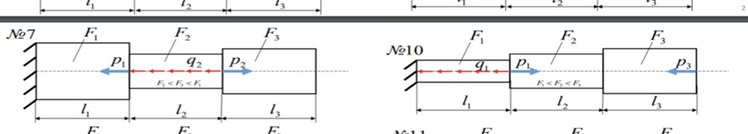 l₁ l₂ l₃
l₂ l₃
2
№7 F₁ F₂ F₃
p₁ q₂ p₂
F₂ < F₃ < F₁
l₁ l₂ l₃
№10 F₁ F₂ F₃
q₁ p₁ p₃
F₁ < F₂ < F₃
l₁ l₂ l₃